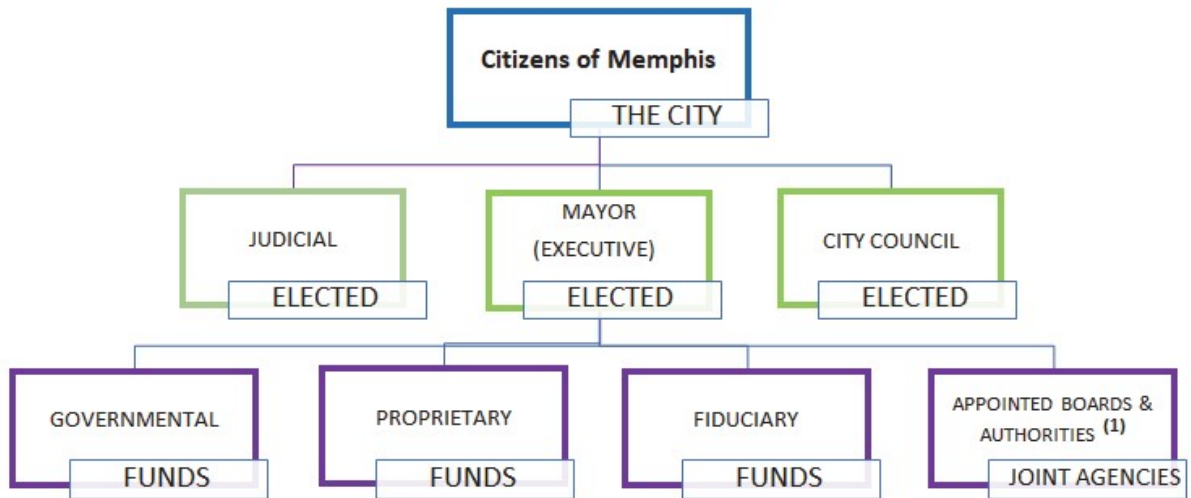 Citizens of Memphis
THE CITY
JUDICIAL
ELECTED
MAYOR
(EXECUTIVE)
ELECTED
CITY COUNCIL
ELECTED
GOVERNMENTAL
FUNDS
PROPRIETARY
FUNDS
FIDUCIARY
FUNDS
APPOINTED BOARDS &
AUTHORITIES (1)
JOINT AGENCIES